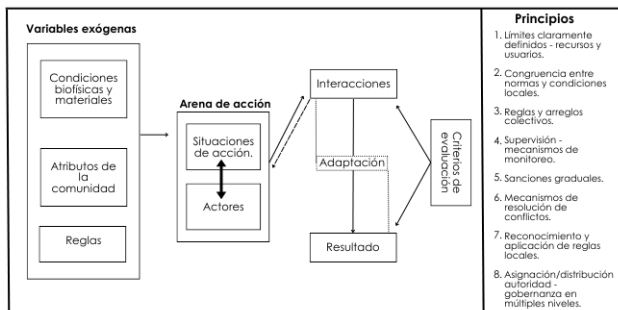 Variables exógenas
Condiciones
biofísicas y
materiales
Atributos de
la
comunidad
Reglas
Arena de acción
Situaciones
de acción.
Actores
Interacciones
Adaptación
Resultado
Criterios de
evaluación
Principios
1. Límites claramente
definidos - recursos y
usuarios.
2. Congruencia entre
normas y condiciones
locales.
3. Reglas y arreglos
colectivos.
4. Supervisión -
mecanismos de
monitoreo.
5. Sanciones graduales.
6. Mecanismos de
resolución de
conflictos.
7. Reconocimiento y
aplicación de reglas
locales.
8. Asignación/distribución
autoridad -
gobernanza en
múltiples niveles.